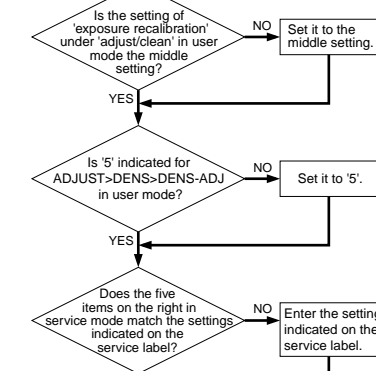 Is the setting of
'exposure recalibration'
under 'adjust/clean' in user
mode the middle
setting?
NO
Set it to the
middle setting.
YES
Is '5' indicated for
ADJUST>DENS>DENS-ADJ
in user mode?
NO
Set it to '5'.
YES
Does the five
items on the right in
service mode match the settings
indicated on the
service label?
NO
Enter the setting
indicated on the
service label.